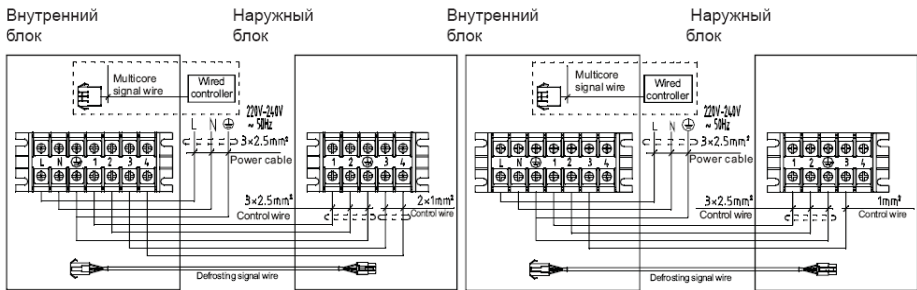 Внутренний
блок
Наружный
блок
Multicore
signal wire
Wired
controller
220V~240V
~ 50Hz
L N
3×2.5mm²
Power cable
L N 1 2 3 4
1 2 3 4
3×2.5mm²
Control wire
2×1mm²
Control wire
Defrosting signal wire
Внутренний
блок
Наружный
блок
Multicore
signal wire
Wired
controller
220V~240V
~ 50Hz
L N
3×2.5mm²
Power cable
L N 1 2 3 4
1 2 3 4
3×2.5mm²
Control wire
1mm²
Control wire
Defrosting signal wire